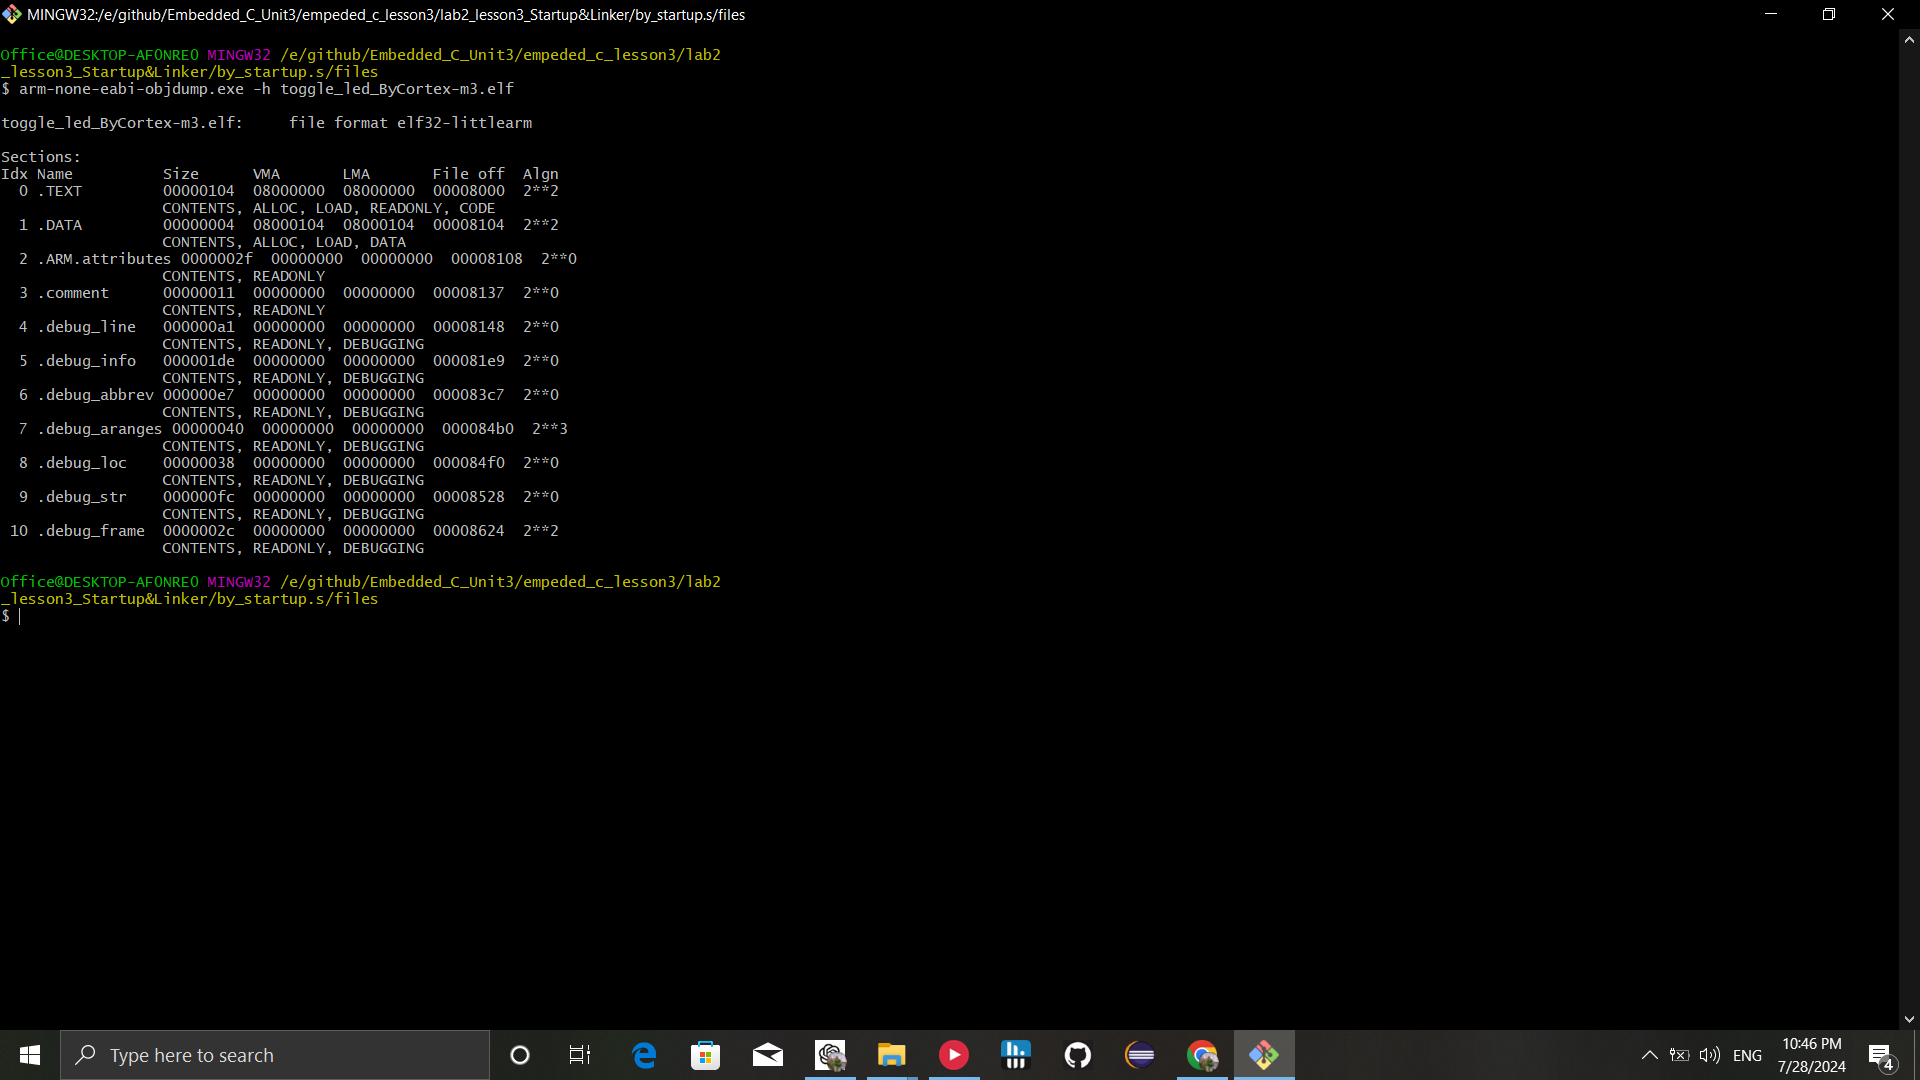 MINGW32:/e/github/Embedded_C_Unit3/empeded_c_lesson3/lab2_lesson3_Startup&Linker/by_startup.s/files
Office@DESKTOP-AF0NRE0 MINGW32 /e/github/Embedded_C_Unit3/empeded_c_lesson3/lab2
_lesson3_Startup&Linker/by_startup.s/files
$ arm-none-eabi-objdump.exe -h toggle_led_ByCortex-m3.elf
toggle_led_ByCortex-m3.elf:     file format elf32-littlearm
Sections:
Idx Name          Size      VMA       LMA       File off  Algn
  0 .TEXT         00000104  08000000  08000000  00008000  2**2
                  CONTENTS, ALLOC, LOAD, READONLY, CODE
  1 .DATA         00000004  08000104  08000104  00008104  2**2
                  CONTENTS, ALLOC, LOAD, DATA
  2 .ARM.attributes 0000002f  00000000  00000000  00008108  2**0
                  CONTENTS, READONLY
  3 .comment      00000011  00000000  00000000  00008137  2**0
                  CONTENTS, READONLY
  4 .debug_line   000000a1  00000000  00000000  00008148  2**0
                  CONTENTS, READONLY, DEBUGGING
  5 .debug_info   000001de  00000000  00000000  000081e9  2**0
                  CONTENTS, READONLY, DEBUGGING
  6 .debug_abbrev 000000e7  00000000  00000000  000083c7  2**0
                  CONTENTS, READONLY, DEBUGGING
  7 .debug_aranges 00000040  00000000  00000000  000084b0  2**3
                  CONTENTS, READONLY, DEBUGGING
  8 .debug_loc    00000038  00000000  00000000  000084f0  2**0
                  CONTENTS, READONLY, DEBUGGING
  9 .debug_str    000000fc  00000000  00000000  00008528  2**0
                  CONTENTS, READONLY, DEBUGGING
 10 .debug_frame  0000002c  00000000  00000000  00008624  2**2
                  CONTENTS, READONLY, DEBUGGING
Office@DESKTOP-AF0NRE0 MINGW32 /e/github/Embedded_C_Unit3/empeded_c_lesson3/lab2
_lesson3_Startup&Linker/by_startup.s/files
$
Type here to search
ENG
10:46 PM
7/28/2024
4